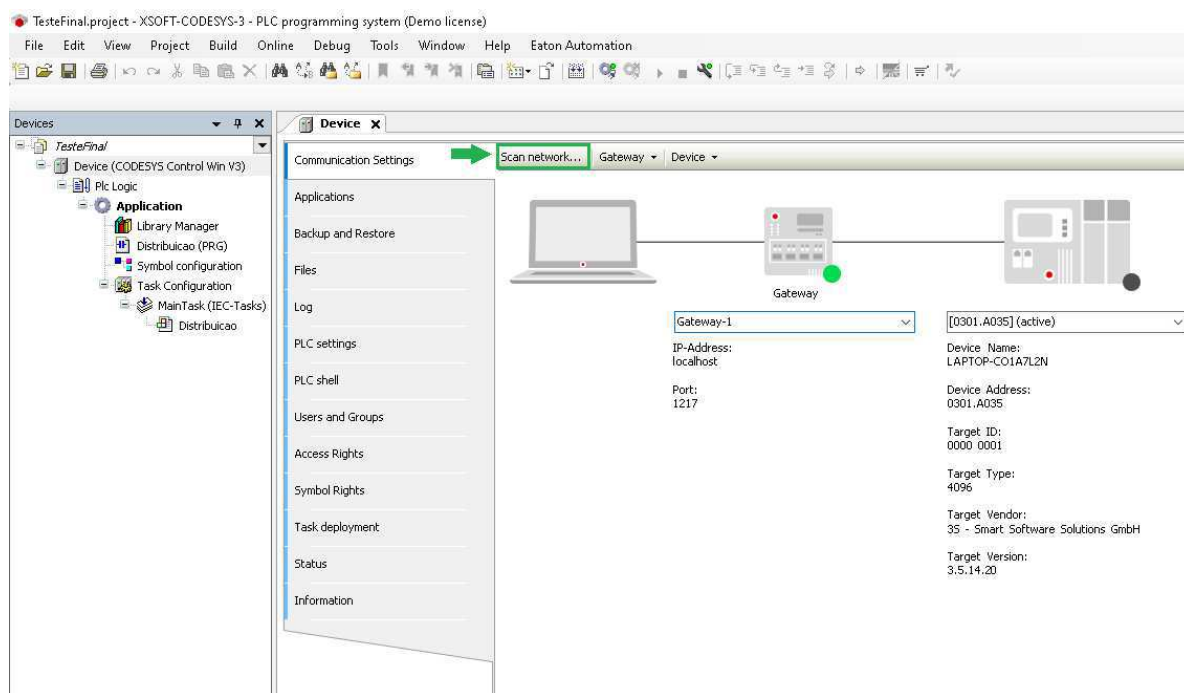 TesteFinal.project - XSOFT-CODESYS-3 - PLC programming system (Demo license)
File Edit View Project Build Online Debug Tools Window Help Eaton Automation
Devices
Device
TesteFinal
Device (CODESYS Control Win V3)
Plc Logic
Application
Library Manager
Distribuicao (PRG)
Symbol configuration
Task Configuration
MainTask (IEC-Tasks)
Distribuicao
Communication Settings
Applications
Backup and Restore
Files
Log
PLC settings
PLC shell
Users and Groups
Access Rights
Symbol Rights
Task deployment
Status
Information
Scan network... Gateway Device
Gateway
Gateway-1
IP-Address:
localhost
Port:
1217
[0301.A035] (active)
Device Name:
LAPTOP-CO1A7L2N
Device Address:
0301.A035
Target ID:
0000 0001
Target Type:
4096
Target Vendor:
3S - Smart Software Solutions GmbH
Target Version:
3.5.14.20